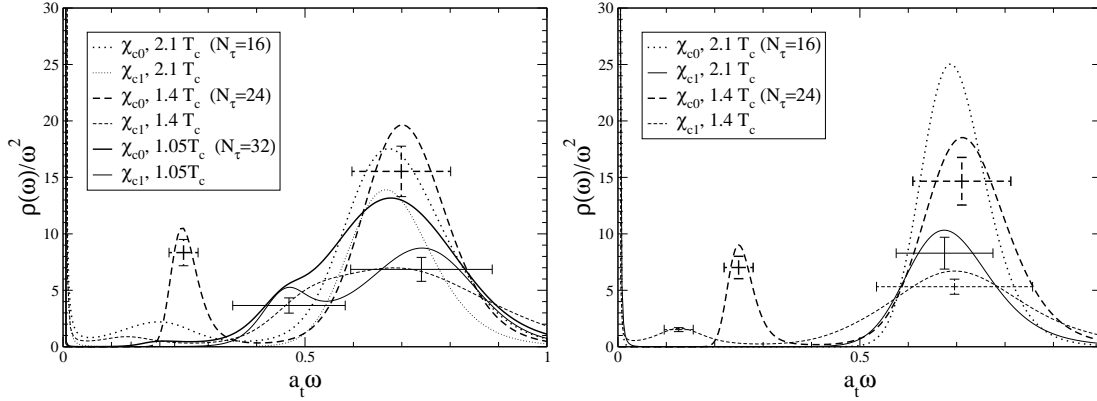 30
25
20
15
10
5
0
ρ(ω)/ω²
χc0, 2.1 Tc (Nτ=16)
χc1, 2.1 Tc
χc0, 1.4 Tc (Nτ=24)
χc1, 1.4 Tc
χc0, 1.05Tc (Nτ=32)
χc1, 1.05Tc
0
0.5
1
atω
30
25
20
15
10
5
0
ρ(ω)/ω²
χc0, 2.1 Tc (Nτ=16)
χc1, 2.1 Tc
χc0, 1.4 Tc (Nτ=24)
χc1, 1.4 Tc
0
0.5
atω